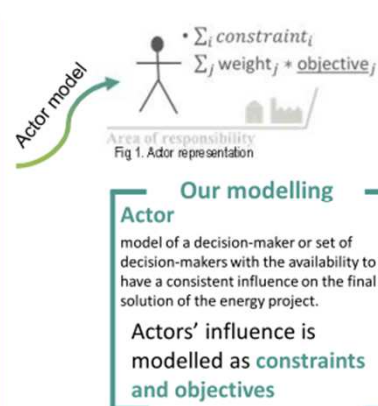 • ∑ᵢ constraintᵢ
∑ⱼ weightⱼ * objectiveⱼ
Actor model
Area of responsibility
Fig 1. Actor representation
Our modelling
Actor
model of a decision-maker or set of
decision-makers with the availability to
have a consistent influence on the final
solution of the energy project.
Actors' influence is
modelled as constraints
and objectives